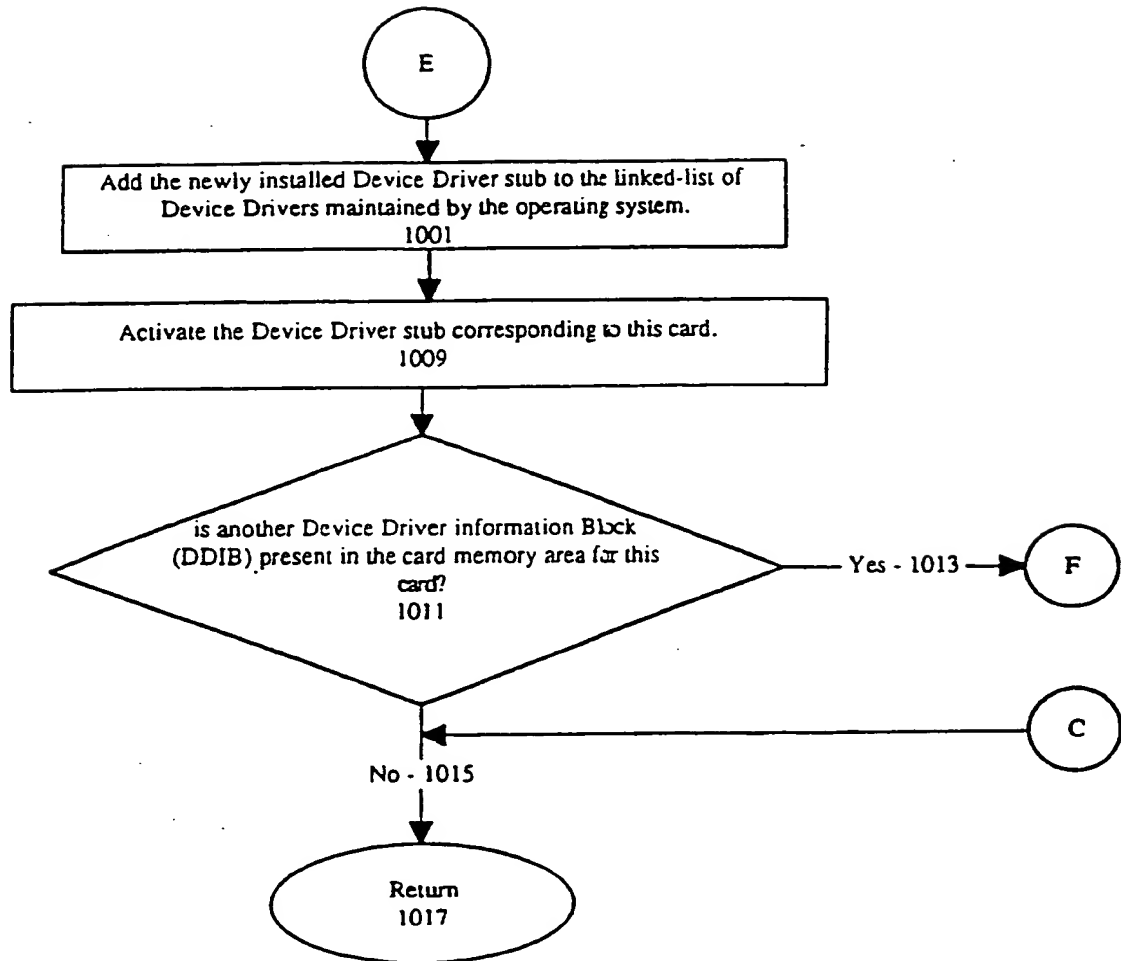 E
Add the newly installed Device Driver stub to the linked-list of
Device Drivers maintained by the operating system.
1001
Activate the Device Driver stub corresponding to this card.
1009
is another Device Driver information Block
(DDIB) present in the card memory area for this
card?
1011
Yes - 1013
F
C
No - 1015
Return
1017